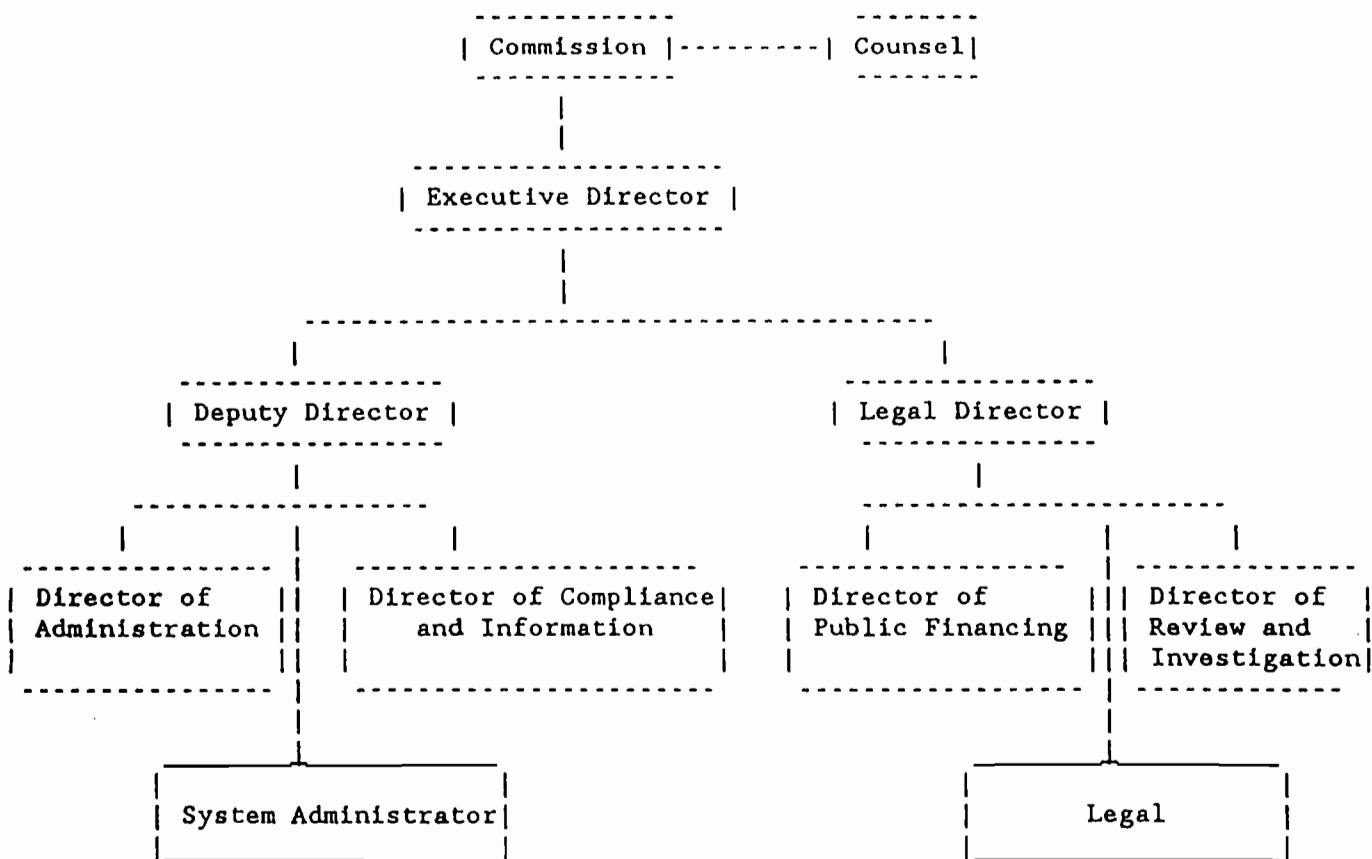 Commission Counsel
Executive Director
Deputy Director Legal Director
Director of Director of Compliance Director of Director of
Administration and Information Public Financing Review and
Investigation
System Administrator Legal